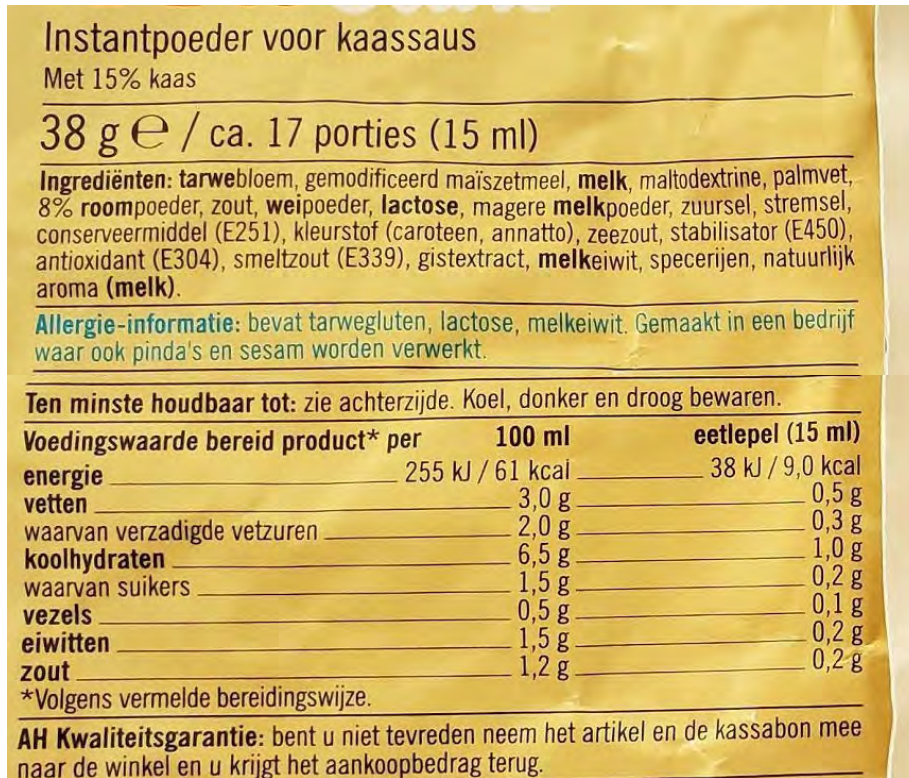 Instantpoeder voor kaassaus
Met 15% kaas
38 g ℮ / ca. 17 porties (15 ml)
Ingrediënten: tarwebloem, gemodificeerd maïszetmeel, melk, maltodextrine, palmvet,
8% roompoeder, zout, weipoeder, lactose, magere melkpoeder, zuursel, stremsel,
conserveermiddel (E251), kleurstof (caroteen, annatto), zeezout, stabilisator (E450),
antioxidant (E304), smeltzout (E339), gistextract, melkeiwit, specerijen, natuurlijk
aroma (melk).
Allergie-informatie: bevat tarwegluten, lactose, melkeiwit. Gemaakt in een bedrijf
waar ook pinda's en sesam worden verwerkt.
Ten minste houdbaar tot: zie achterzijde. Koel, donker en droog bewaren.
Voedingswaarde bereid product* per 100 ml eetlepel (15 ml)
energie 255 kJ / 61 kcal 38 kJ / 9,0 kcal
vetten 3,0 g 0,5 g
waarvan verzadigde vetzuren 2,0 g 0,3 g
koolhydraten 6,5 g 1,0 g
waarvan suikers 1,5 g 0,2 g
vezels 0,5 g 0,1 g
eiwitten 1,5 g 0,2 g
zout 1,2 g 0,2 g
*Volgens vermelde bereidingswijze.
AH Kwaliteitsgarantie: bent u niet tevreden neem het artikel en de kassabon mee
naar de winkel en u krijgt het aankoopbedrag terug.